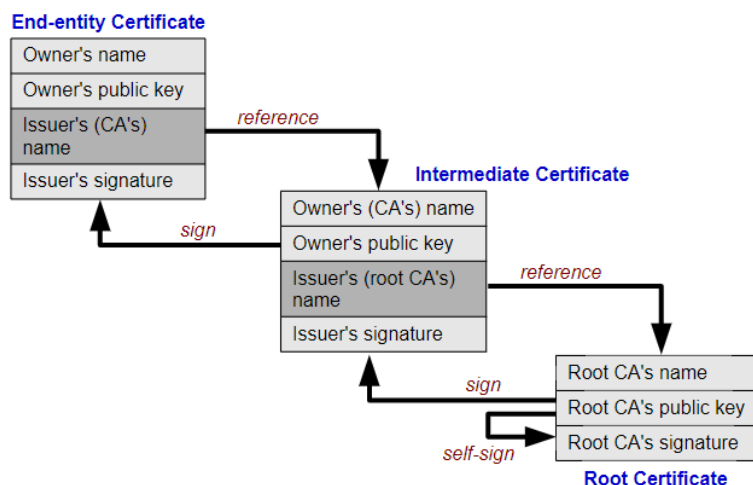 End-entity Certificate
Owner's name
Owner's public key
Issuer's (CA's)
name
Issuer's signature
reference
sign
Intermediate Certificate
Owner's (CA's) name
Owner's public key
Issuer's (root CA's)
name
Issuer's signature
reference
sign
self-sign
Root CA's name
Root CA's public key
Root CA's signature
Root Certificate